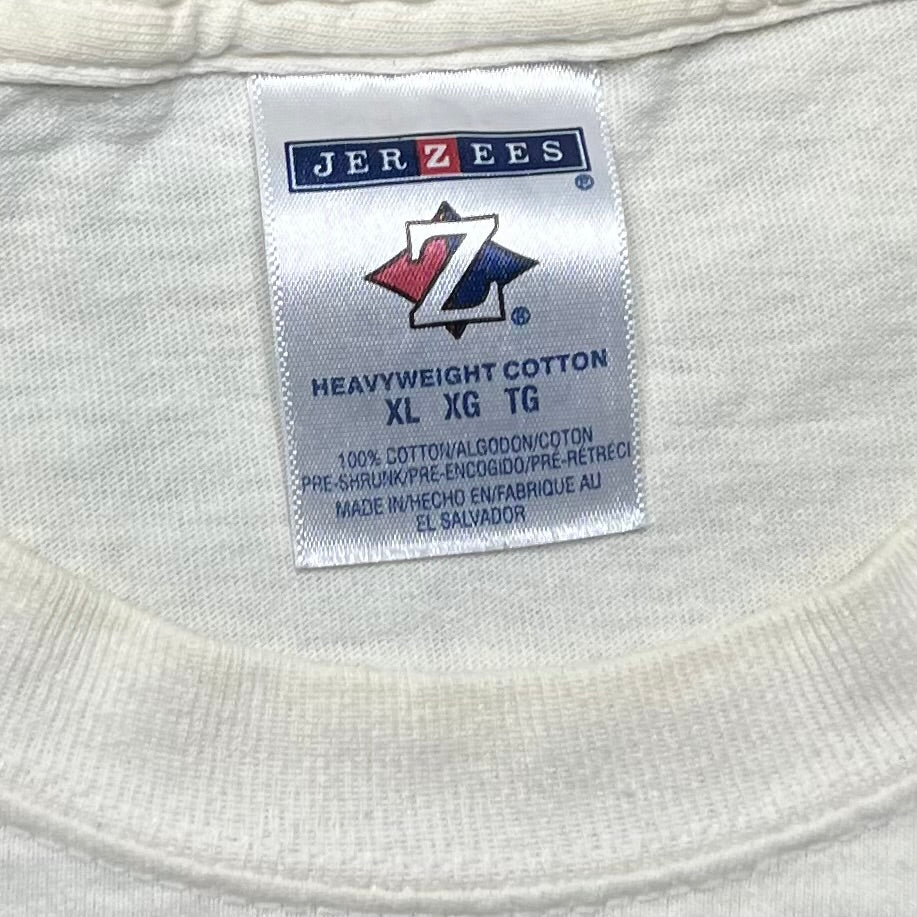 JERZEES
®
Z
®
HEAVYWEIGHT COTTON
XL XG TG
100% COTTON/ALGODON/COTON
PRE-SHRUNK/PRE-ENCOGIDO/PRE-RÉTRÉCI
MADE IN/HECHO EN/FABRIQUE AU
EL SALVADOR